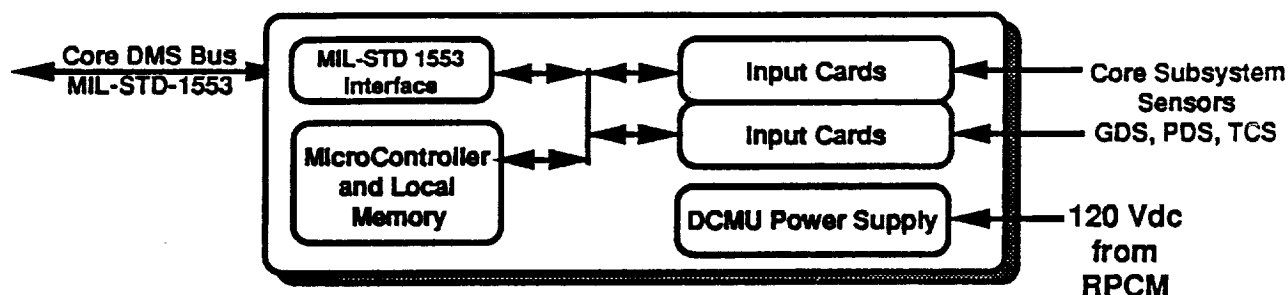 Core DMS Bus
MIL-STD-1553
MIL-STD 1553
Interface
MicroController
and Local
Memory
Input Cards
Input Cards
DCMU Power Supply
Core Subsystem
Sensors
GDS, PDS, TCS
120 Vdc
from
RPCM